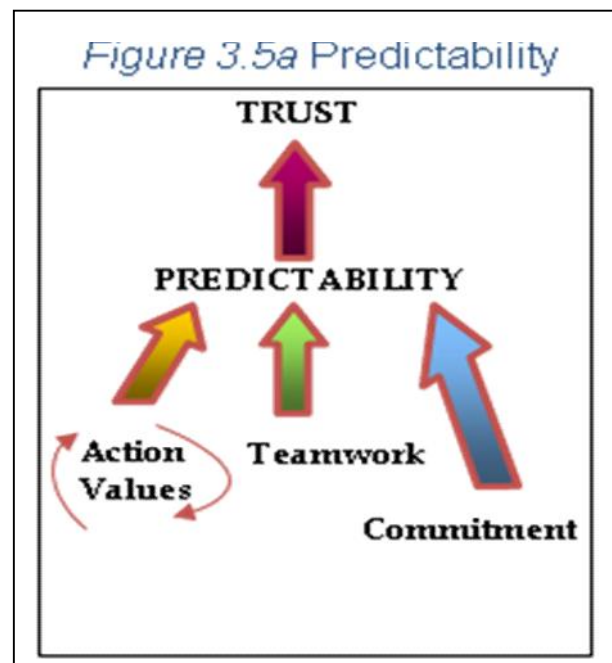 Figure 3.5a Predictability
TRUST
PREDICTABILITY
Action
Values
Teamwork
Commitment